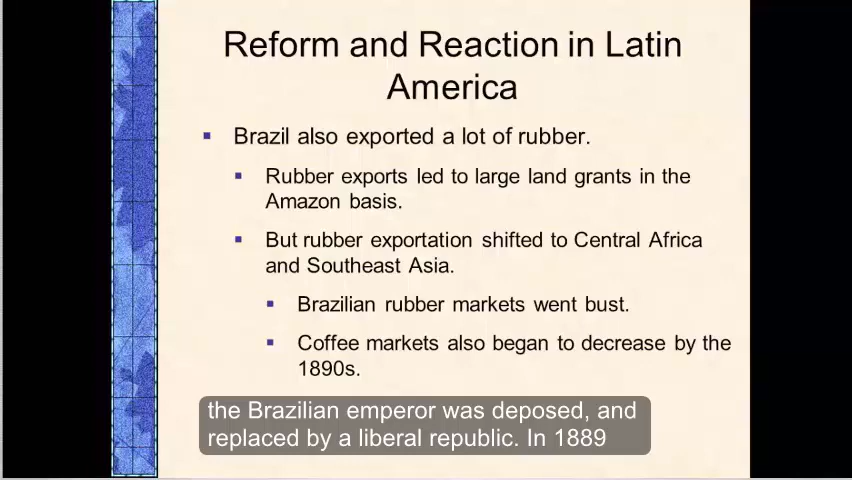 Reform and Reaction in Latin
America
Brazil also exported a lot of rubber.
Rubber exports led to large land grants in the
Amazon basis.
But rubber exportation shifted to Central Africa
and Southeast Asia.
Brazilian rubber markets went bust.
Coffee markets also began to decrease by the
1890s.
the Brazilian emperor was deposed, and
replaced by a liberal republic. In 1889